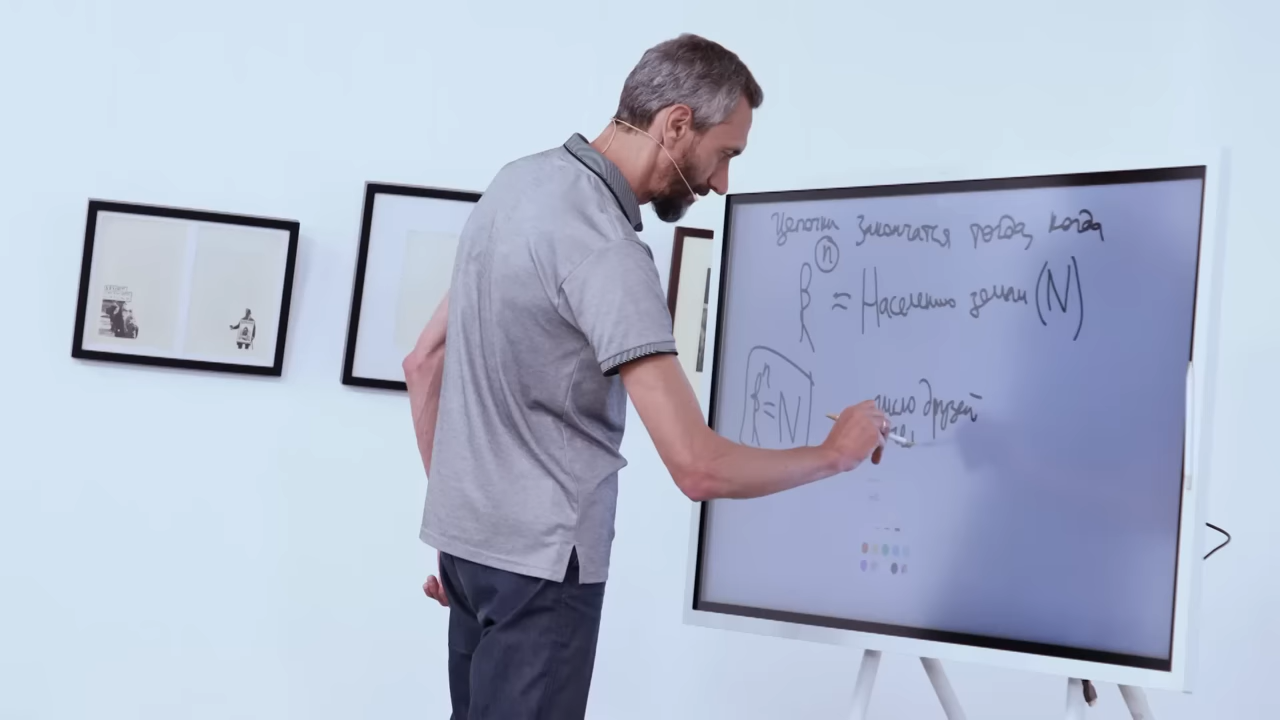 Цепочки закончатся тогда, когда
k^n = Население земли (N)
k^n = N
число друзей